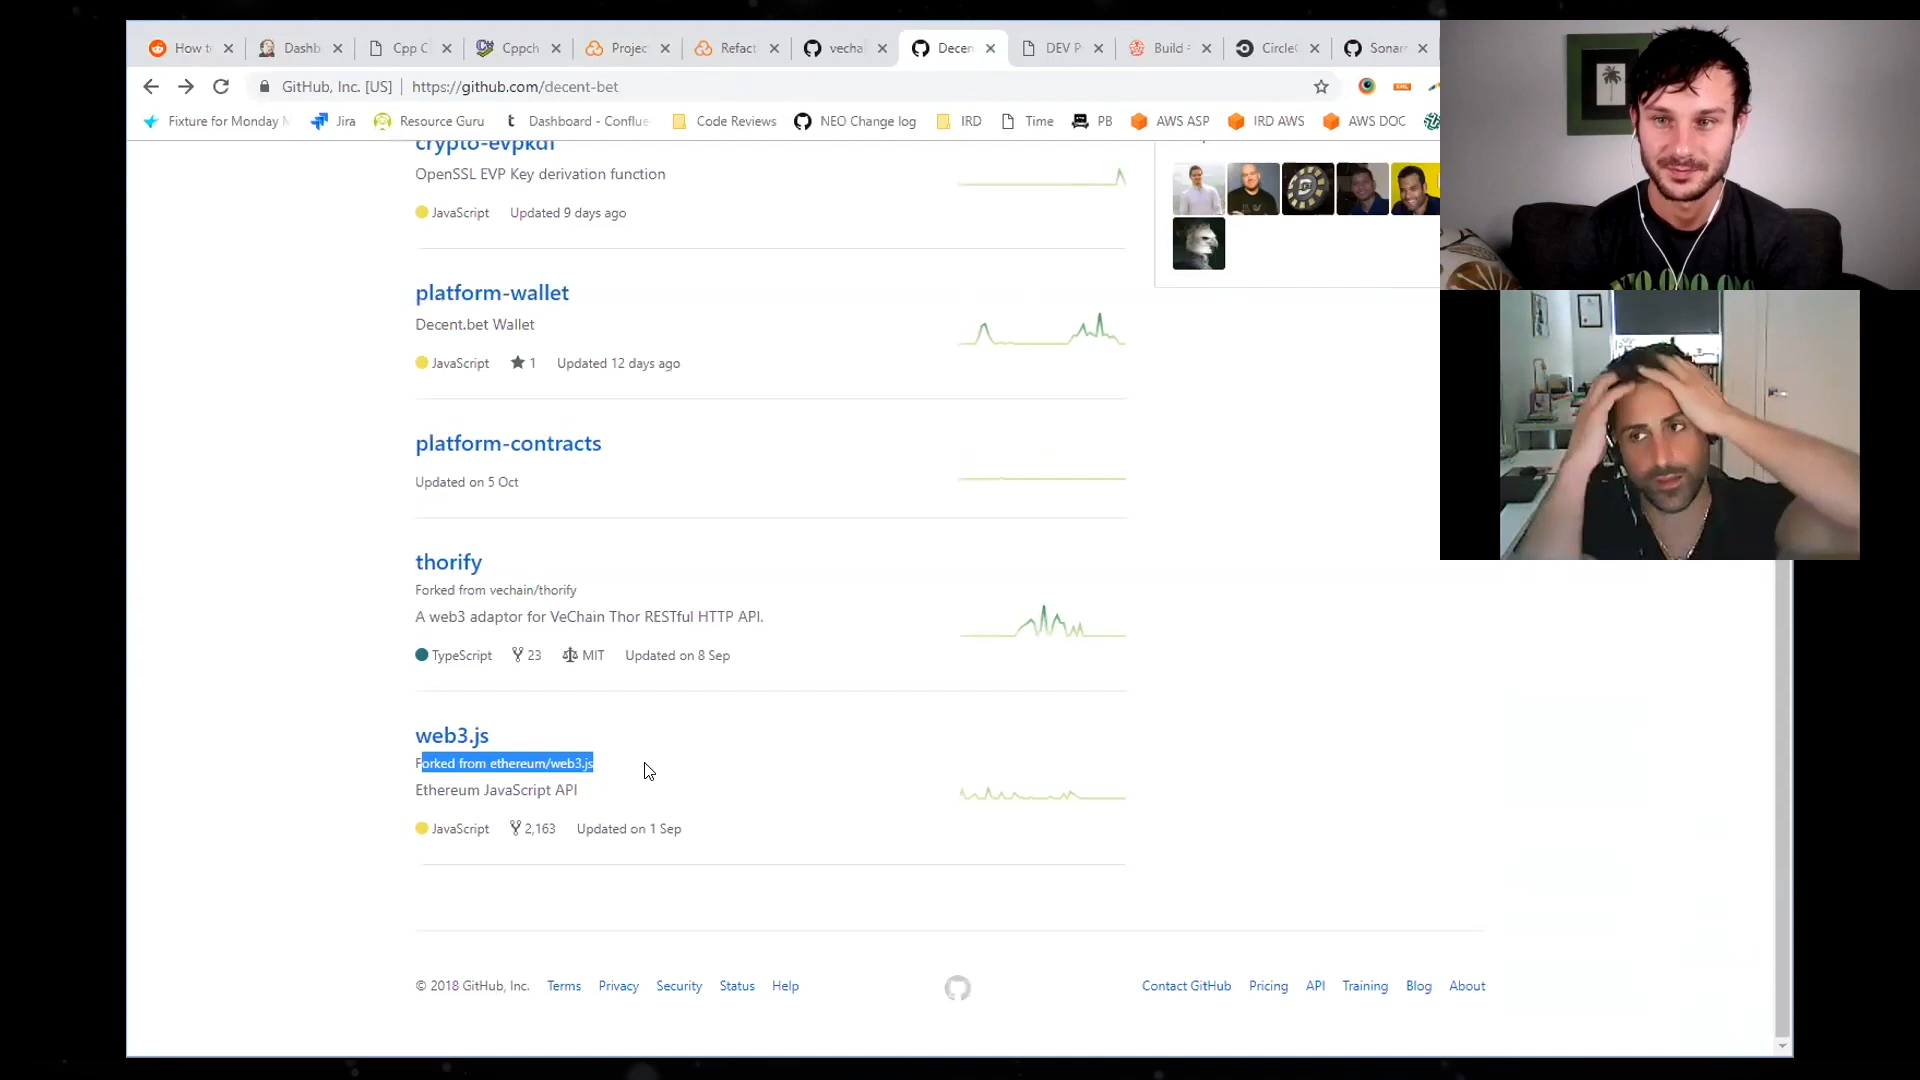 How t
Dashb
Cpp C
Cppch
Projec
Refact
vecha
Decen
DEV P
Build
Circle
Sonar
GitHub, Inc. [US]
https://github.com/decent-bet
Fixture for Monday
Jira
Resource Guru
Dashboard - Conflue
Code Reviews
NEO Change log
IRD
Time
PB
AWS ASP
IRD AWS
AWS DOC
crypto-evpkdf
OpenSSL EVP Key derivation function
JavaScript Updated 9 days ago
platform-wallet
Decent.bet Wallet
JavaScript 1 Updated 12 days ago
platform-contracts
Updated on 5 Oct
thorify
Forked from vechain/thorify
A web3 adaptor for VeChain Thor RESTful HTTP API.
TypeScript 23 MIT Updated on 8 Sep
web3.js
Forked from ethereum/web3.js
Ethereum JavaScript API
JavaScript 2,163 Updated on 1 Sep
© 2018 GitHub, Inc. Terms Privacy Security Status Help Contact GitHub Pricing API Training Blog About